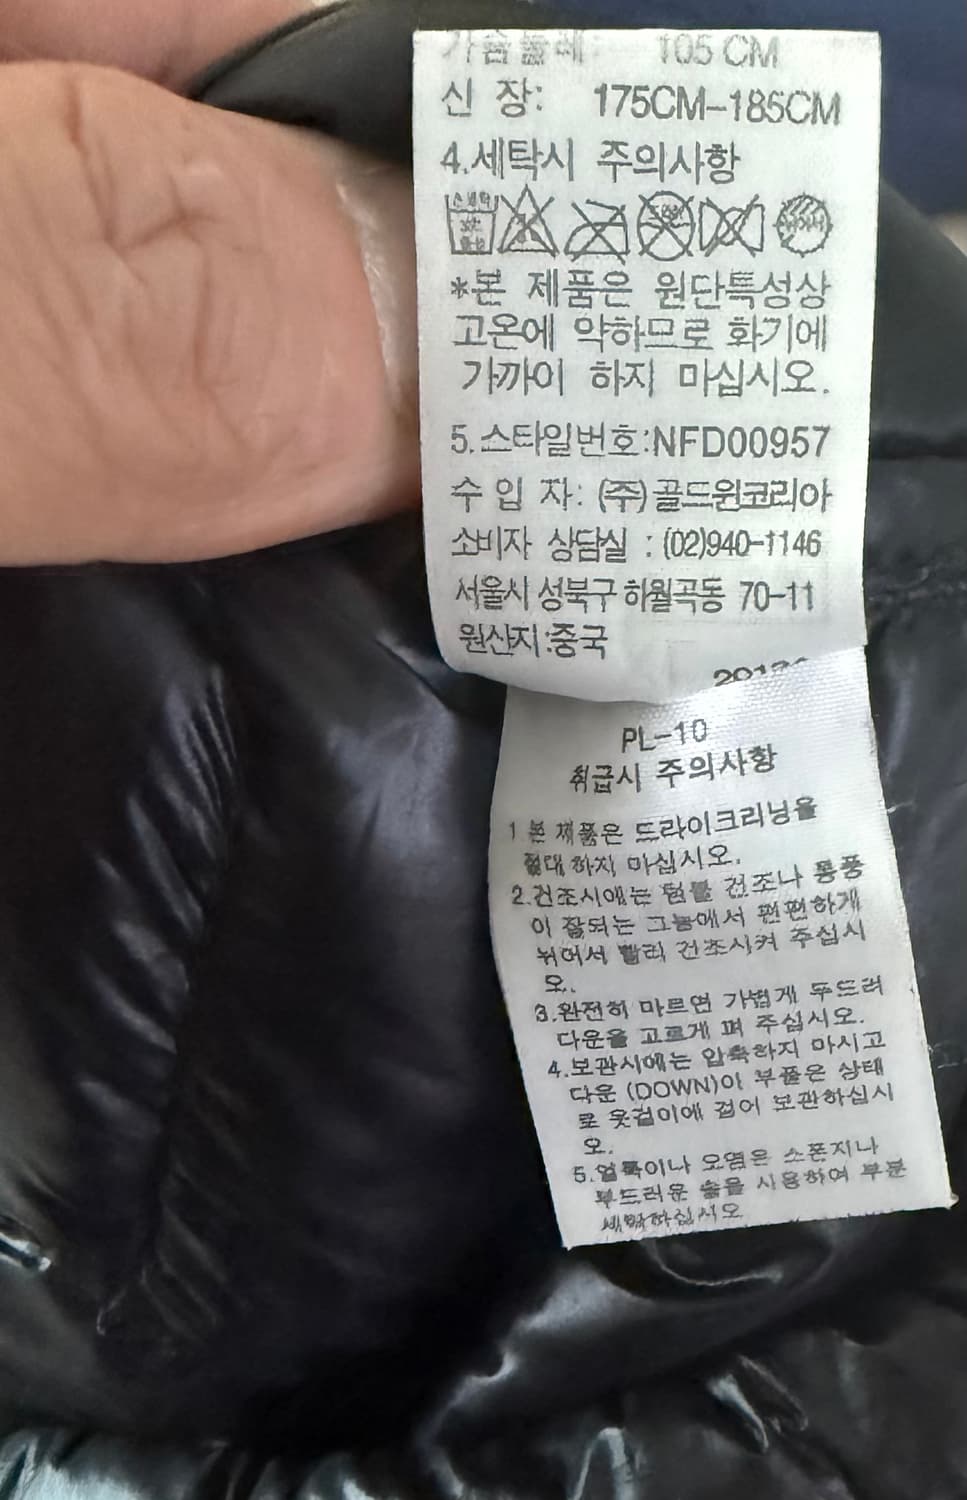 가슴둘레: 105 CM
신 장: 175CM-185CM
4.세탁시 주의사항
*본 제품은 원단특성상
고온에 약하므로 화기에
가까이 하지 마십시오.
5.스타일번호:NFD00957
수 입 자: (주)골드윈코리아
소비자 상담실 : (02)940-1146
서울시 성북구 하월곡동 70-11
원산지:중국
PL-10
취급시 주의사항
1 본 제품은 드라이크리닝을
절대 하지 마십시오.
2.건조시에는 텀블 건조나 통풍
이 잘되는 그늘에서 편편하게
뉘어서 빨리 건조시켜 주십시
오.
3.완전히 마르면 가볍게 두드려
다운을 고르게 펴 주십시오.
4.보관시에는 압축하지 마시고
다운 (DOWN)이 부풀은 상태
로 옷걸이에 걸어 보관하십시
오.
5.얼룩이나 오염은 스폰지나
부드러운 솔을 사용하여 부분
세탁하십시오